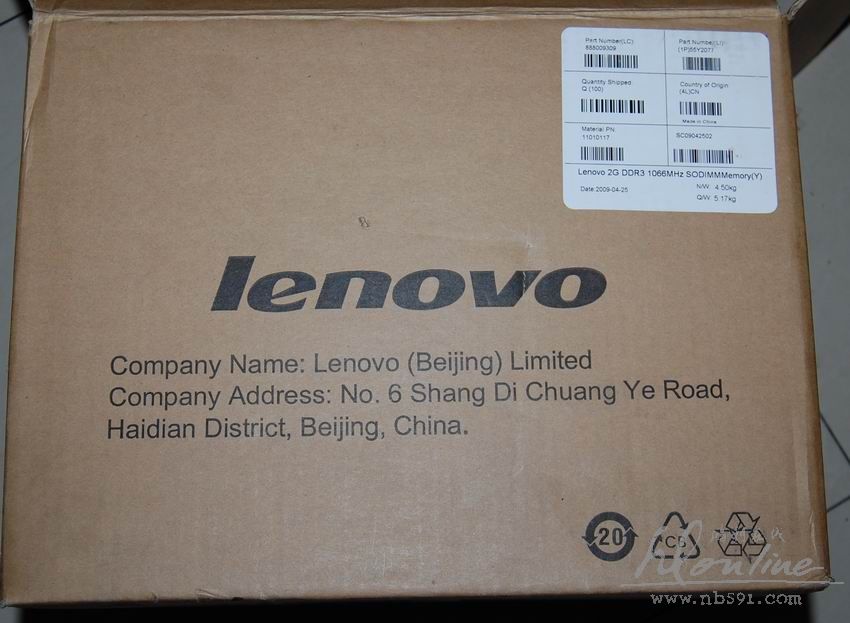 Part Number(LC)
888009309
Part Number(LI)
(1P)55Y2077
Quantity Shipped
Q (100)
Country of Origin
(4L)CN
Made in China
Material PN
11010117
SC09042502
Lenovo 2G DDR3 1066MHz SODIMMMemory(Y)
Date:2009-04-25
N/W: 4.50kg
G/W: 5.17kg
lenovo
Company Name: Lenovo (Beijing) Limited
Company Address: No. 6 Shang Di Chuang Ye Road,
Haidian District, Beijing, China.
20
CB
online
www.nb591.com